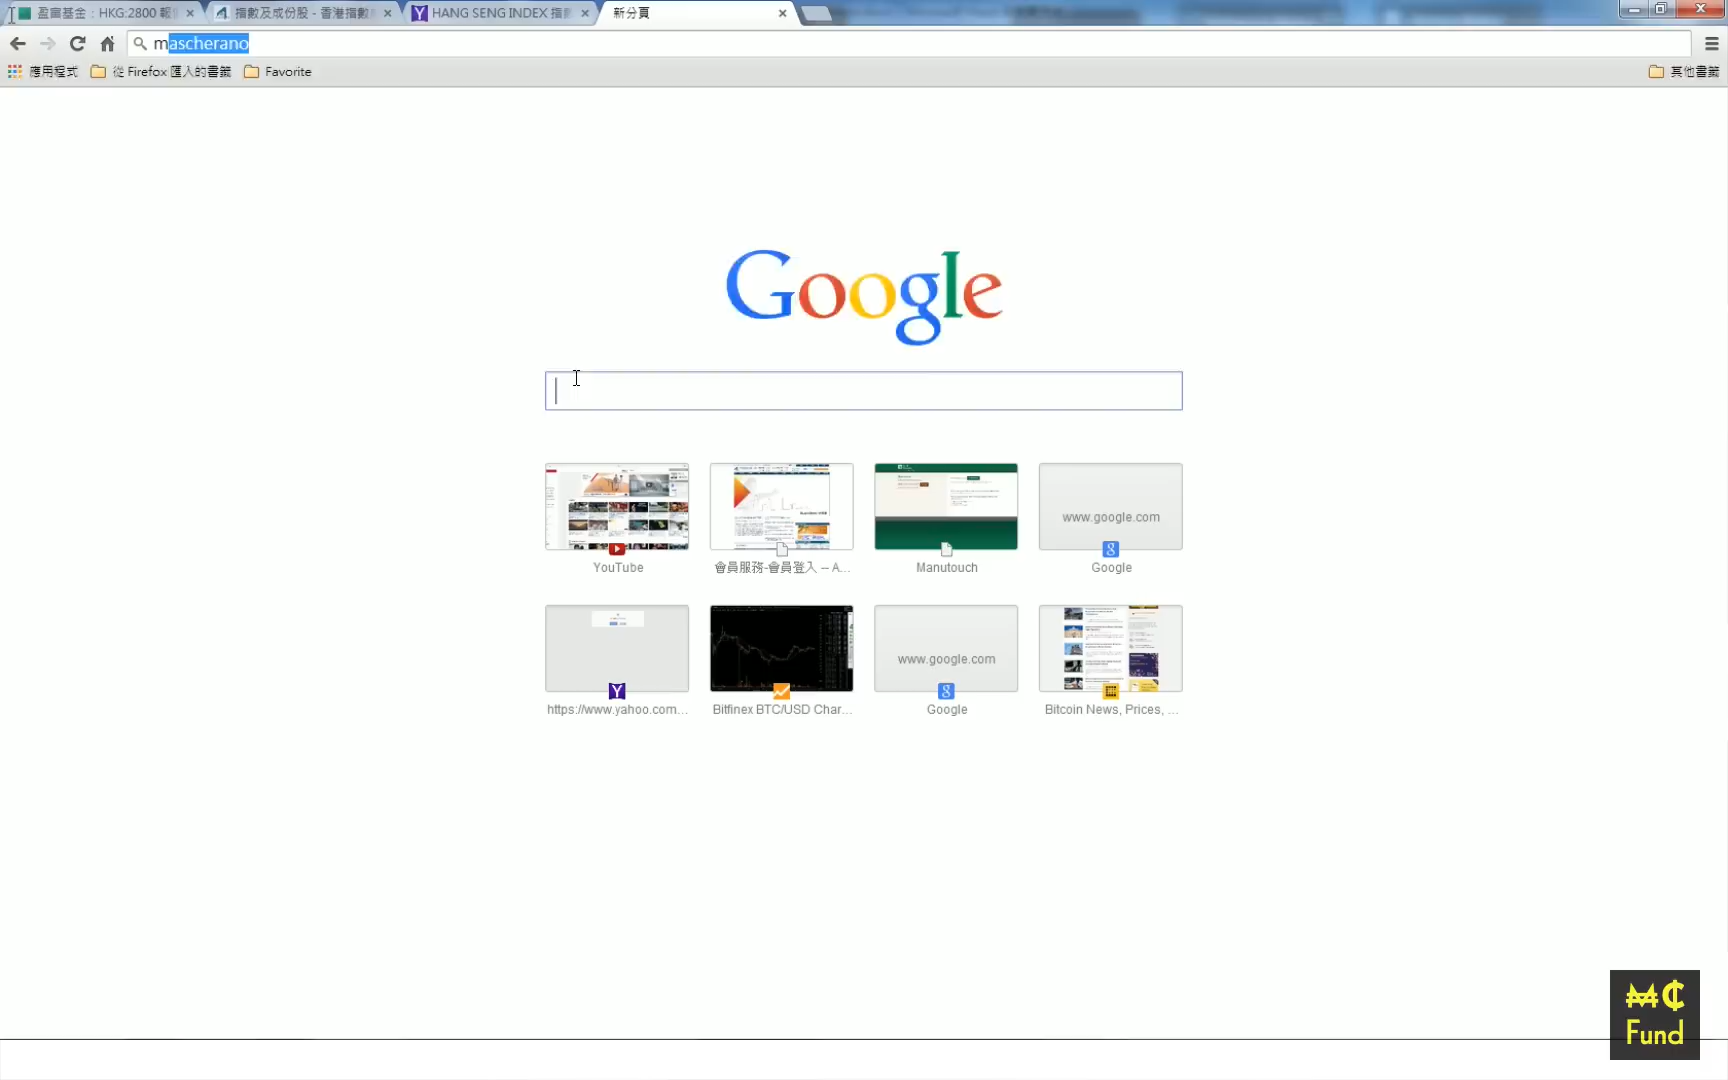 盈富基金：HKG:2800 報
指數及成份股 - 香港指數
HANG SENG INDEX 指
新分頁
mascherano
應用程式
從 Firefox 匯入的書籤
Favorite
其他書籤
Google
www.google.com
YouTube
會員服務-會員登入 -- A...
Manutouch
Google
www.google.com
https://www.yahoo.com...
Bitfinex BTC/USD Char...
Google
Bitcoin News, Prices, ...
M¢
Fund